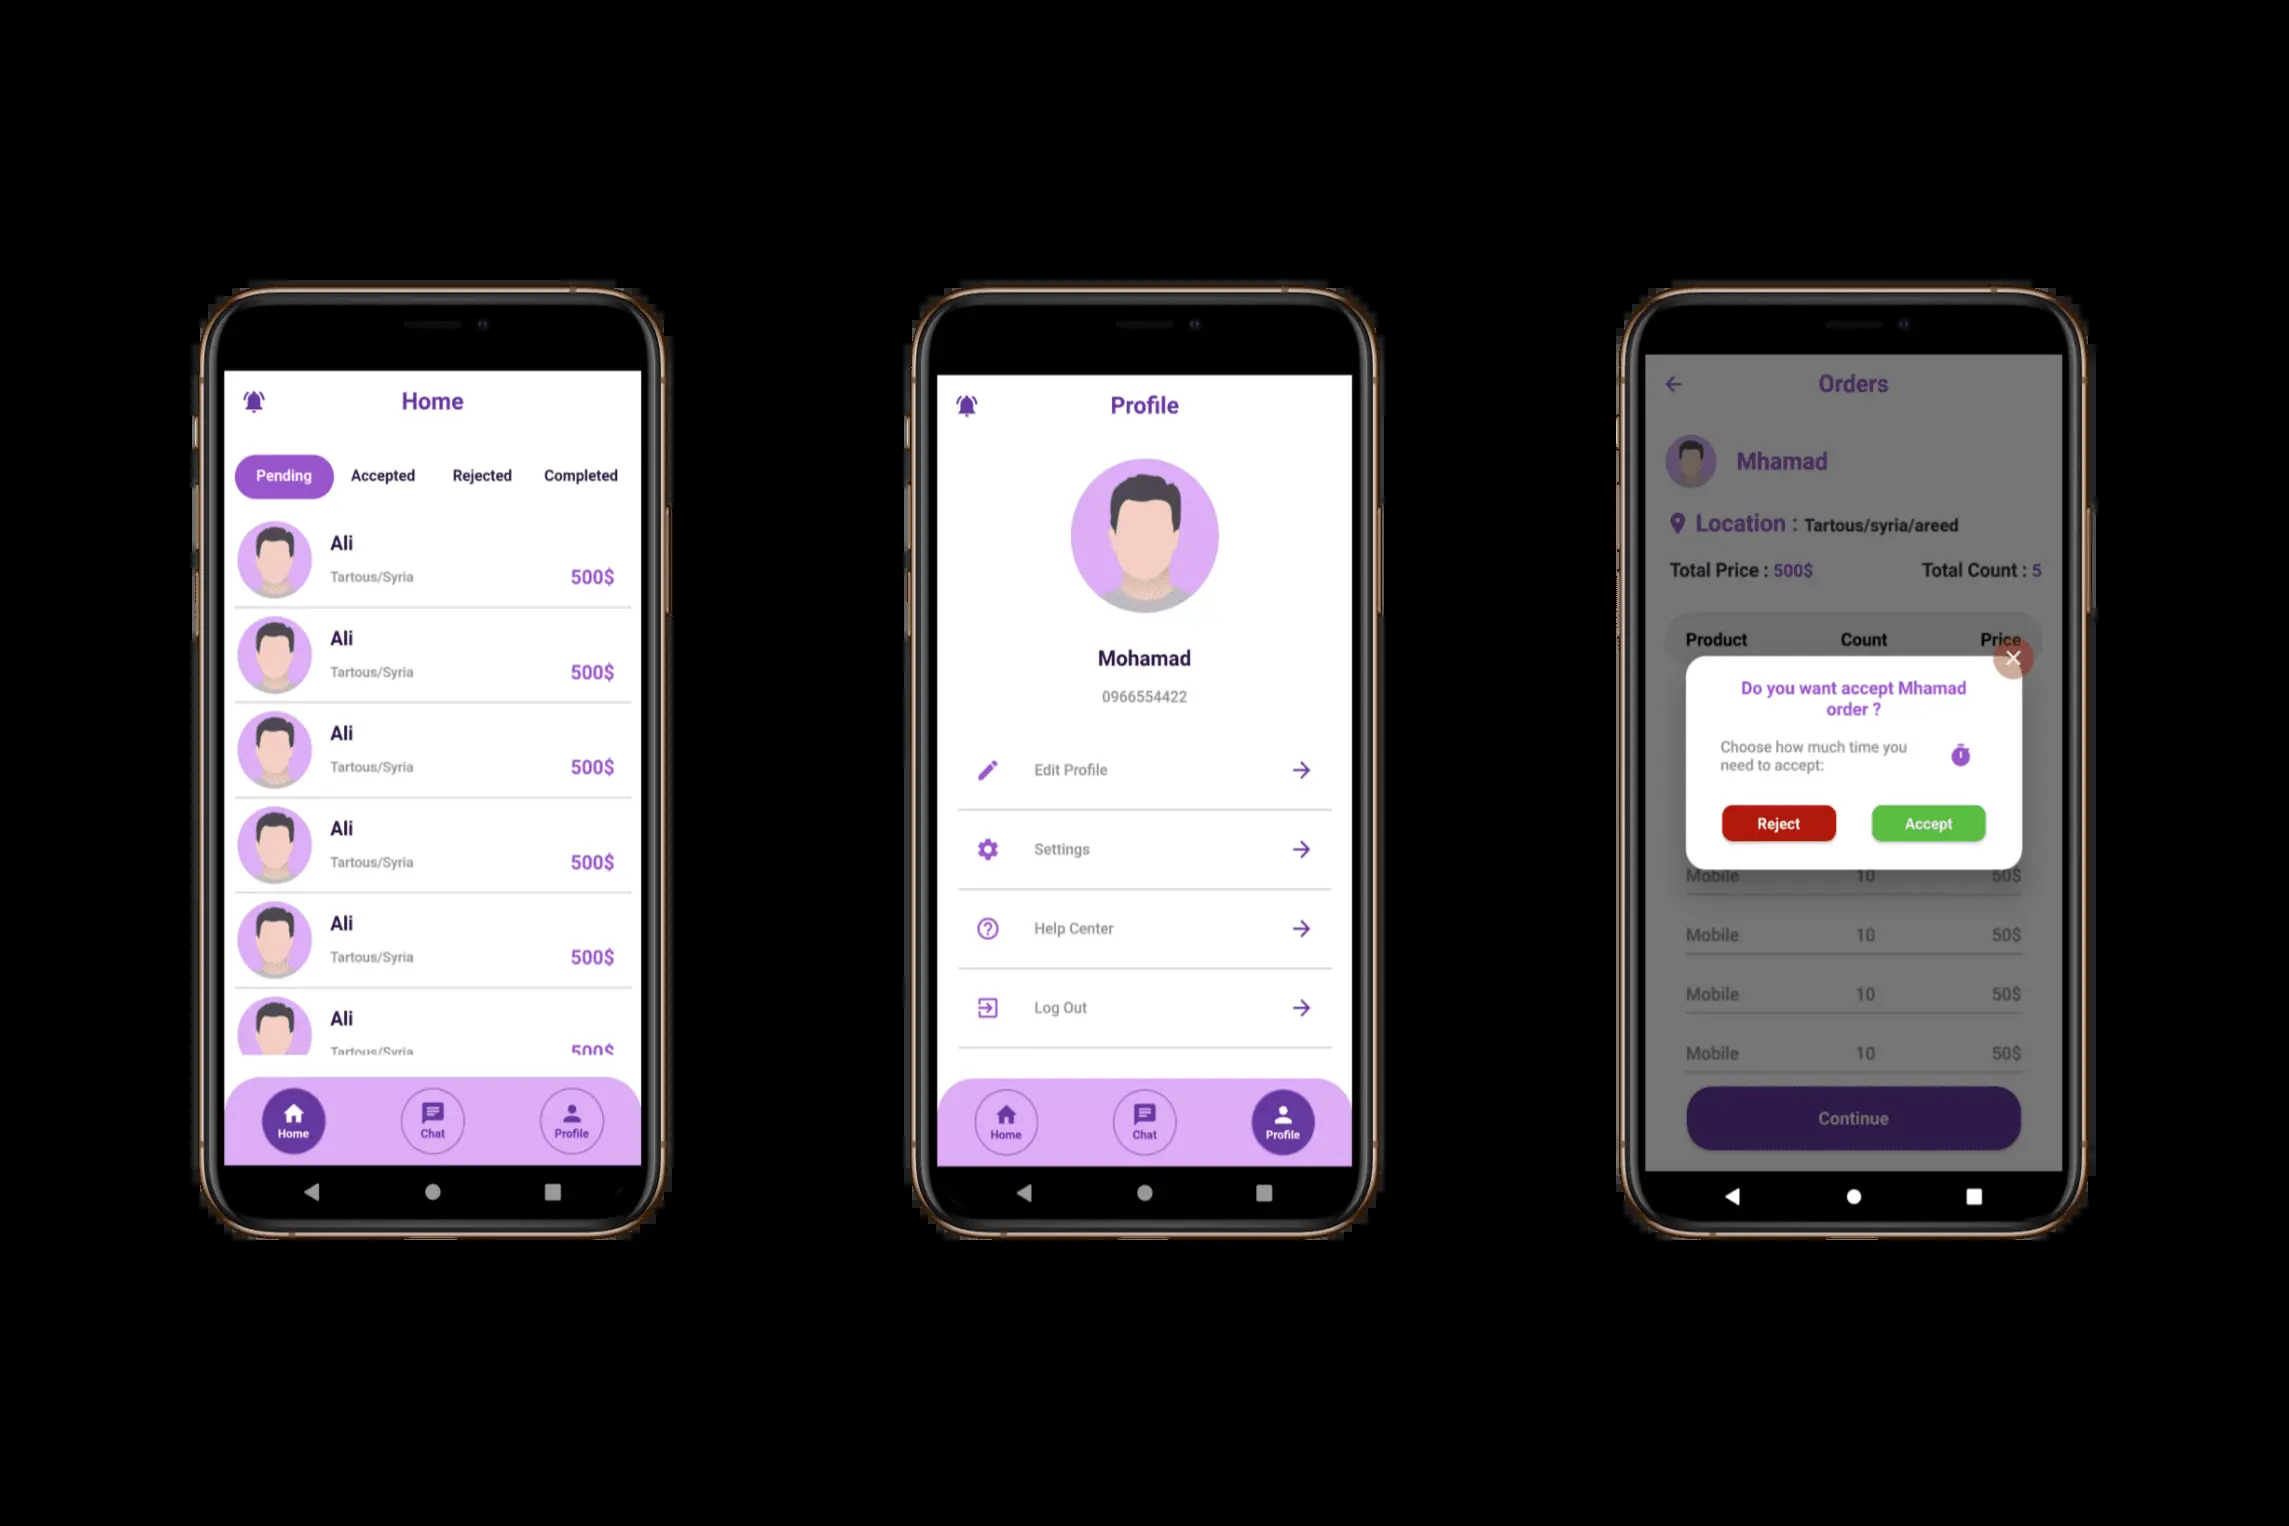 Home
Pending Accepted Rejected Completed
Ali
Tartous/Syria 500$
Ali
Tartous/Syria 500$
Ali
Tartous/Syria 500$
Ali
Tartous/Syria 500$
Ali
Tartous/Syria 500$
Ali
Tartous/Syria 500$
Home Chat Profile
Profile
Mohamad
0966554422
Edit Profile
Settings
Help Center
Log Out
Home Chat Profile
Orders
Mhamad
Location : Tartous/syria/areed
Total Price : 500$ Total Count : 5
Product Count Price
Do you want accept Mhamad
order ?
Choose how much time you
need to accept:
Reject Accept
Mobile 10 50$
Mobile 10 50$
Mobile 10 50$
Mobile 10 50$
Continue